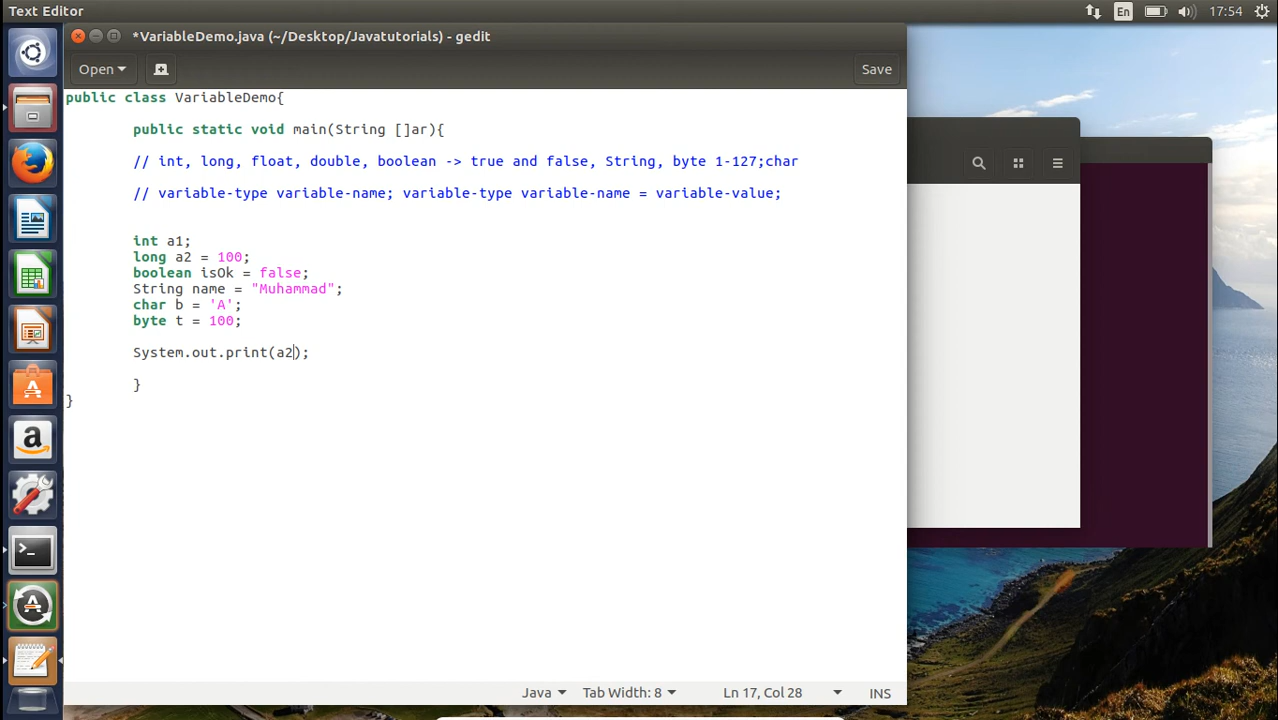 Text Editor
En
17:54
*VariableDemo.java (~/Desktop/Javatutorials) - gedit
Open
Save
public class VariableDemo{
public static void main(String []ar){
// int, long, float, double, boolean -> true and false, String, byte 1-127;char
// variable-type variable-name; variable-type variable-name = variable-value;
int a1;
long a2 = 100;
boolean isOk = false;
String name = "Muhammad";
char b = 'A';
byte t = 100;
System.out.print(a2);
}
}
Java
Tab Width: 8
Ln 17, Col 28
INS